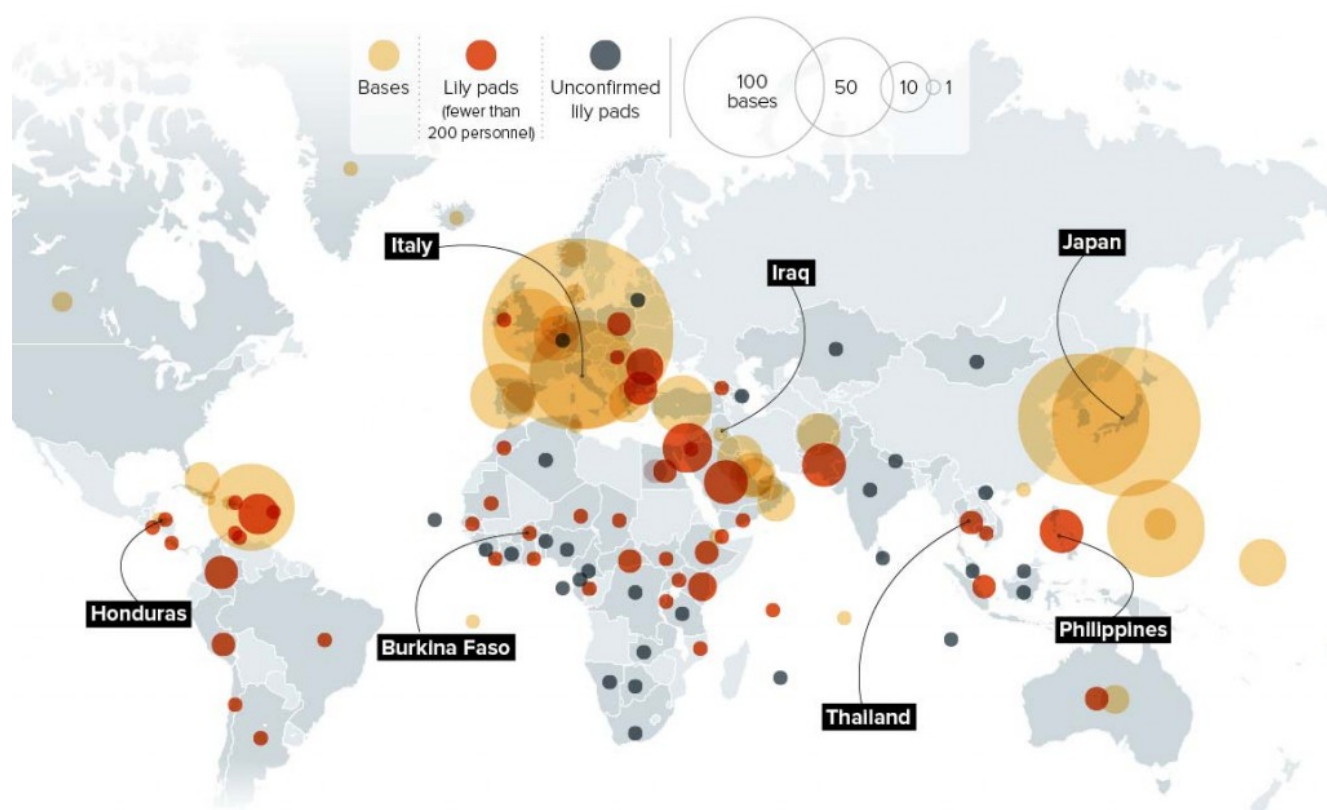 Bases
Lily pads
(fewer than
200 personnel)
Unconfirmed
lily pads
100
bases
50
10
1
Italy
Iraq
Japan
Honduras
Burkina Faso
Thailand
Philippines